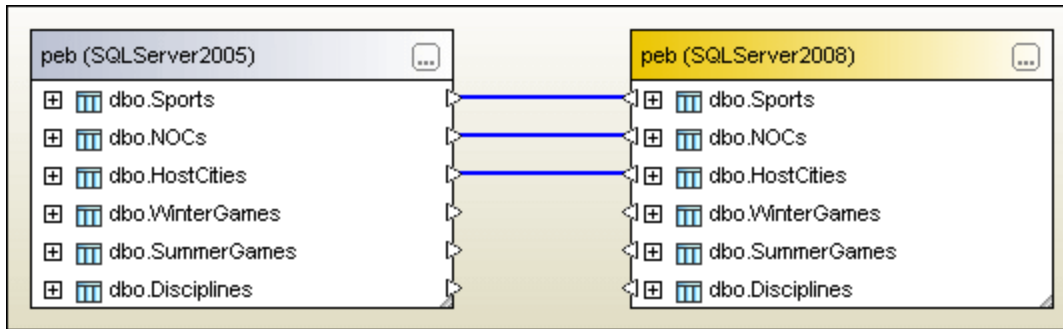 peb (SQLServer2005)
...
dbo.Sports
dbo.NOCs
dbo.HostCities
dbo.WinterGames
dbo.SummerGames
dbo.Disciplines
peb (SQLServer2008)
...
dbo.Sports
dbo.NOCs
dbo.HostCities
dbo.WinterGames
dbo.SummerGames
dbo.Disciplines